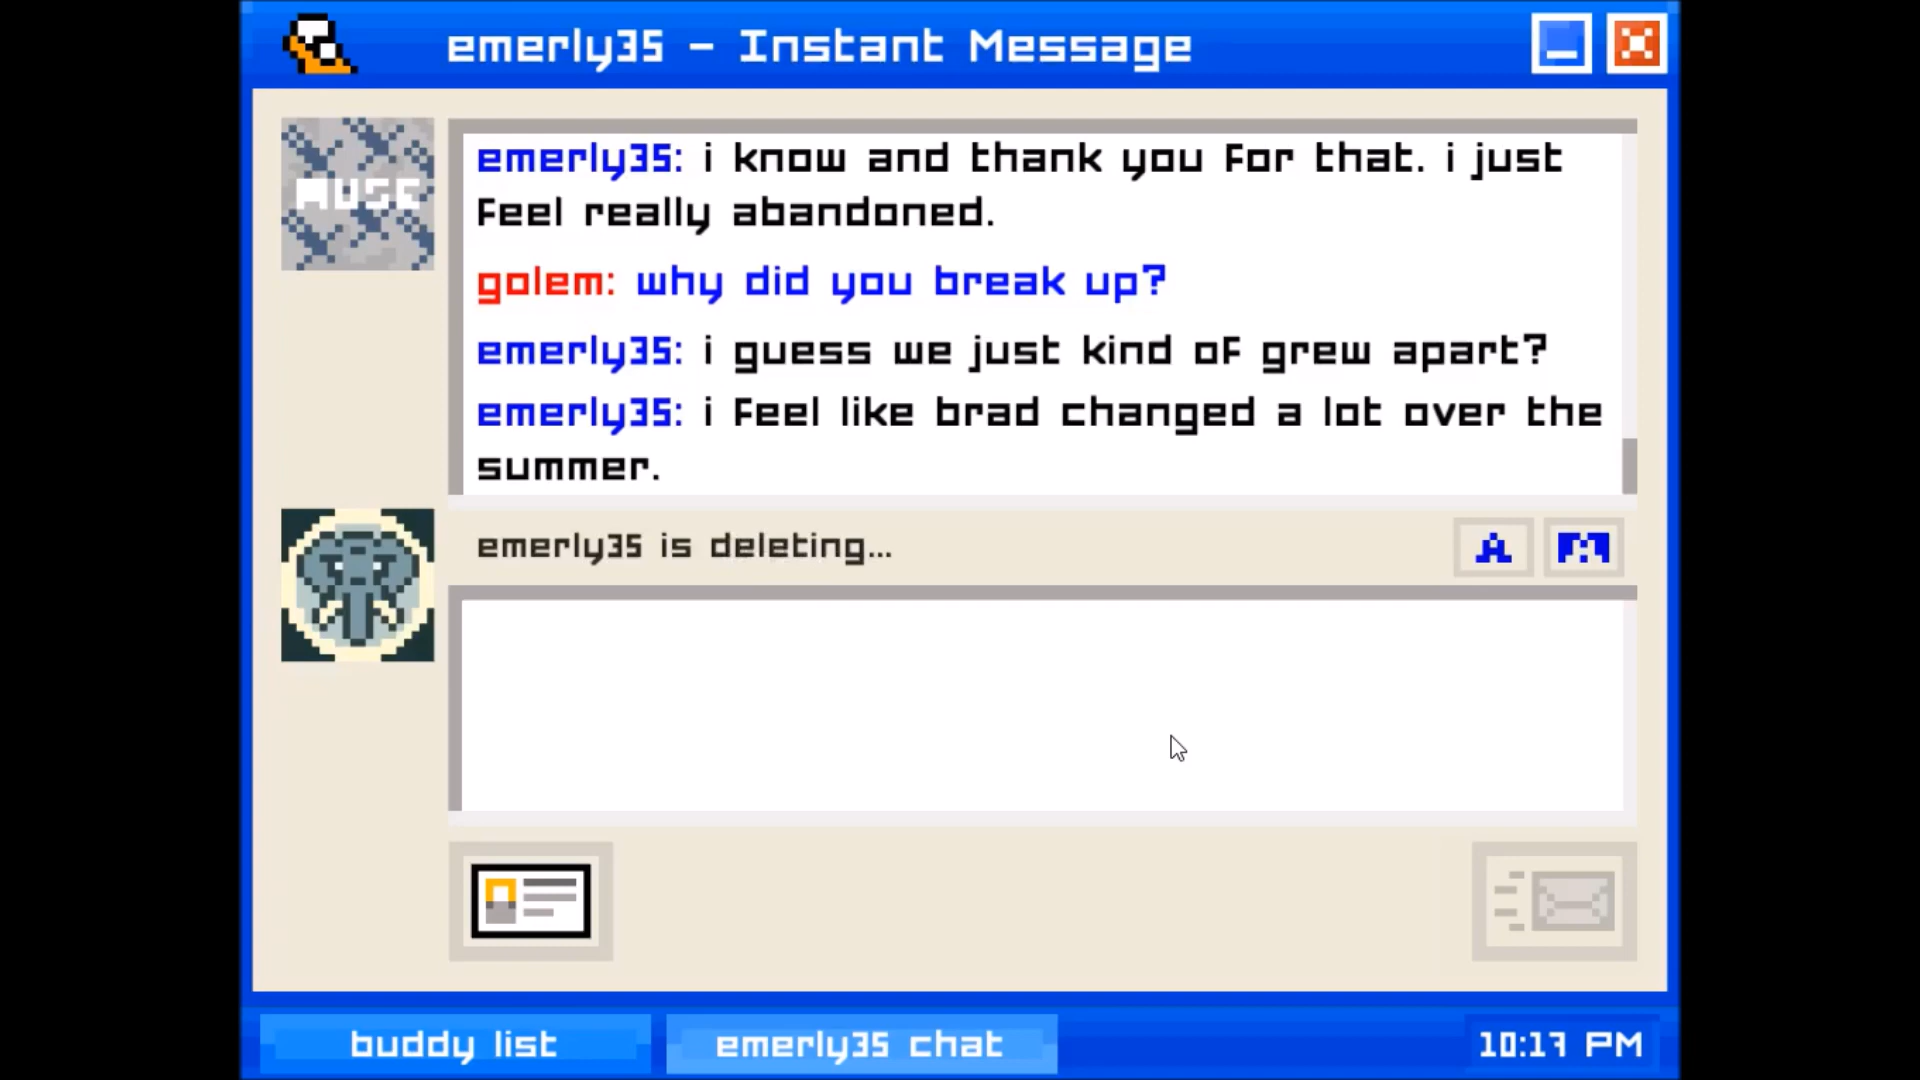 emerly35 - Instant Message
MUSE
emerly35: i know and thank you for that. i just
feel really abandoned.
golem: why did you break up?
emerly35: i guess we just kind of grew apart?
emerly35: i feel like brad changed a lot over the
summer.
emerly35 is deleting...
A
buddy list
emerly35 chat
10:17 PM